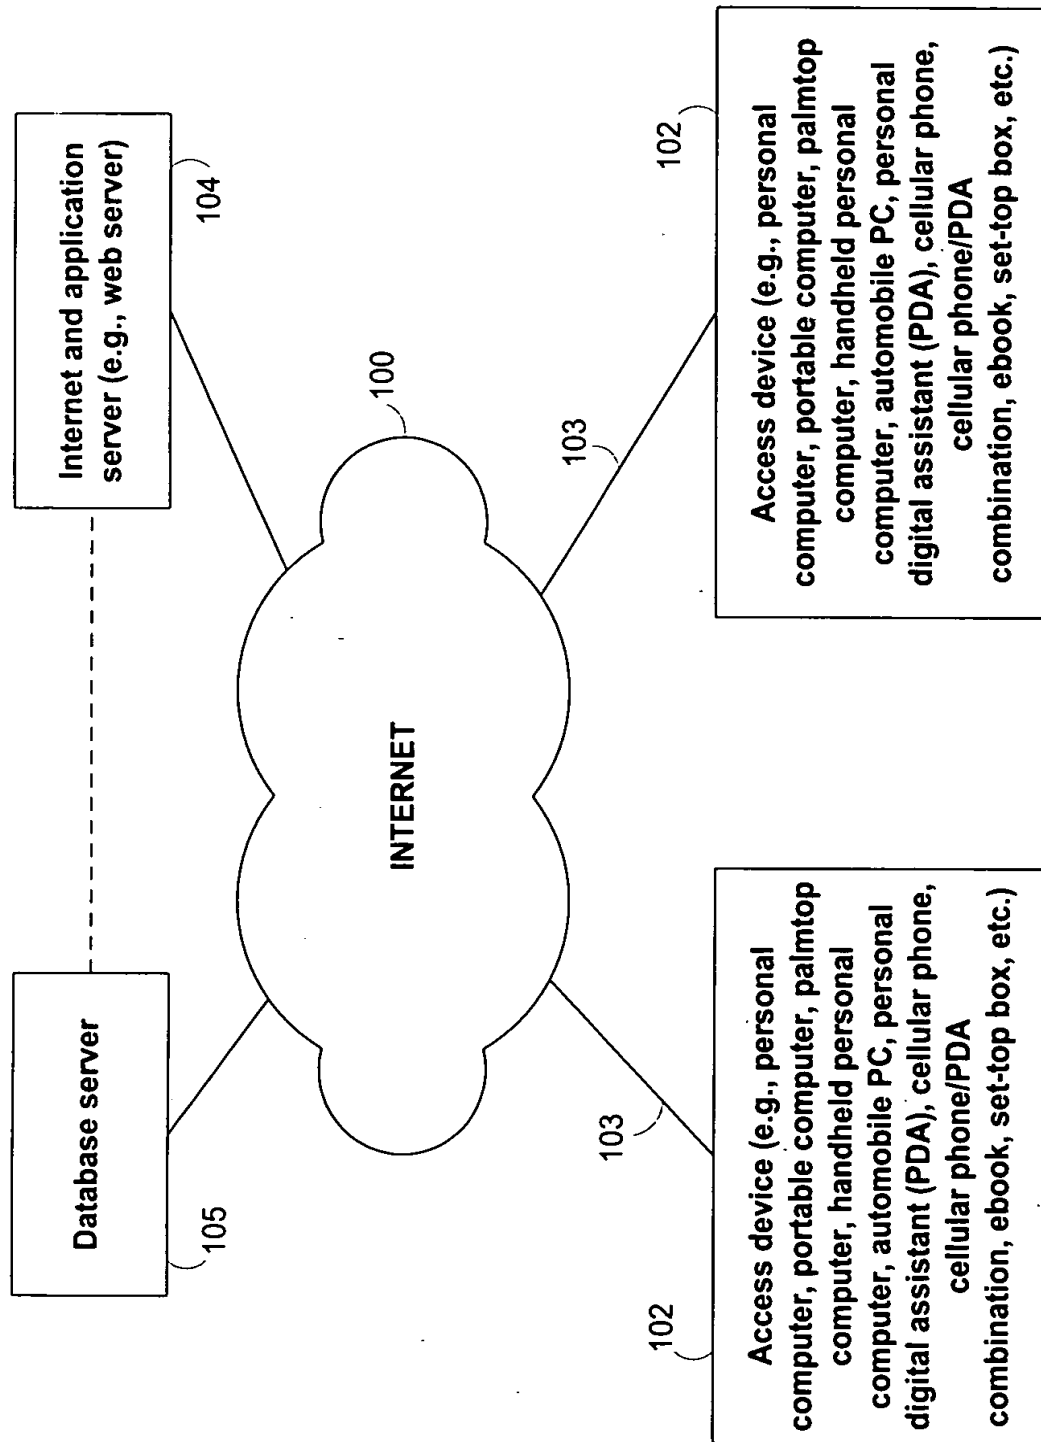 Database server
105
Internet and application
server (e.g., web server)
104
100
INTERNET
103
103
102
Access device (e.g., personal
computer, portable computer, palmtop
computer, handheld personal
computer, automobile PC, personal
digital assistant (PDA), cellular phone,
cellular phone/PDA
combination, ebook, set-top box, etc.)
102
Access device (e.g., personal
computer, portable computer, palmtop
computer, handheld personal
computer, automobile PC, personal
digital assistant (PDA), cellular phone,
cellular phone/PDA
combination, ebook, set-top box, etc.)